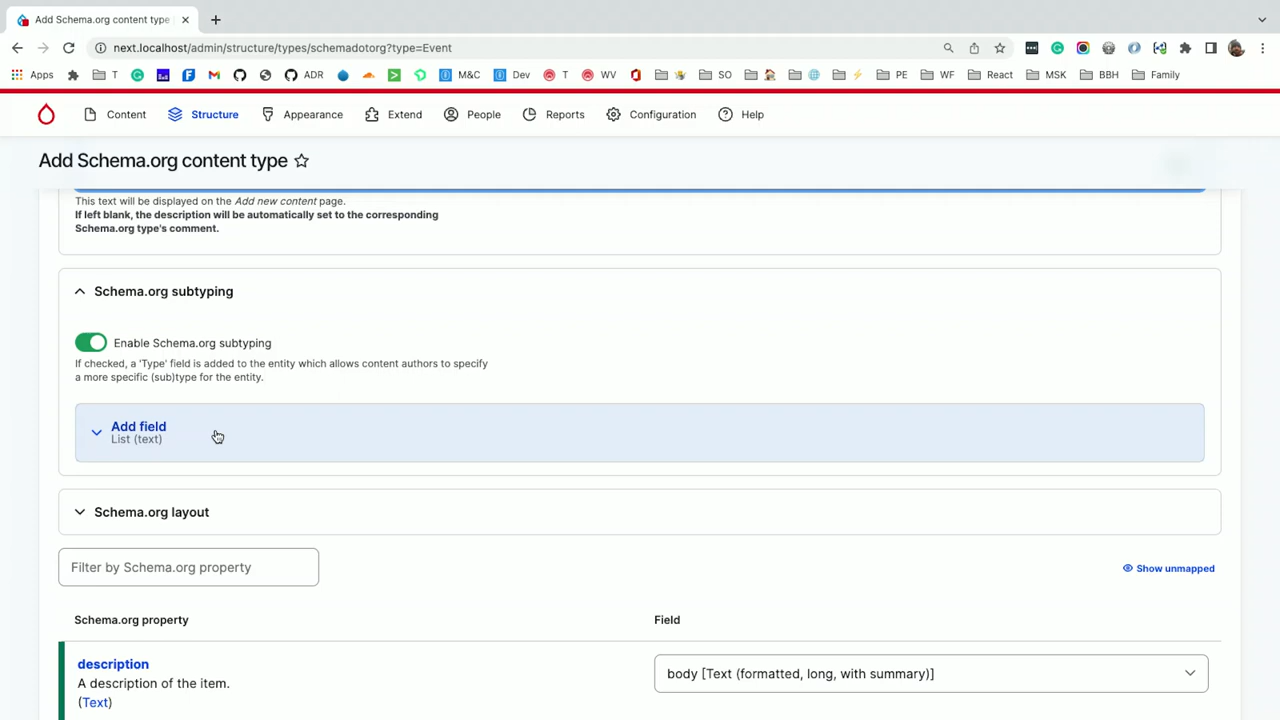 Add Schema.org content type
next.localhost/admin/structure/types/schemadotorg?type=Event
Apps T ADR M&C Dev T WV SO PE WF React MSK BBH Family
Content Structure Appearance Extend People Reports Configuration Help
Add Schema.org content type
This text will be displayed on the Add new content page.
If left blank, the description will be automatically set to the corresponding
Schema.org type's comment.
Schema.org subtyping
Enable Schema.org subtyping
If checked, a 'Type' field is added to the entity which allows content authors to specify
a more specific (sub)type for the entity.
Add field
List (text)
Schema.org layout
Filter by Schema.org property
Show unmapped
Schema.org property Field
description
body [Text (formatted, long, with summary)]
A description of the item.
(Text)